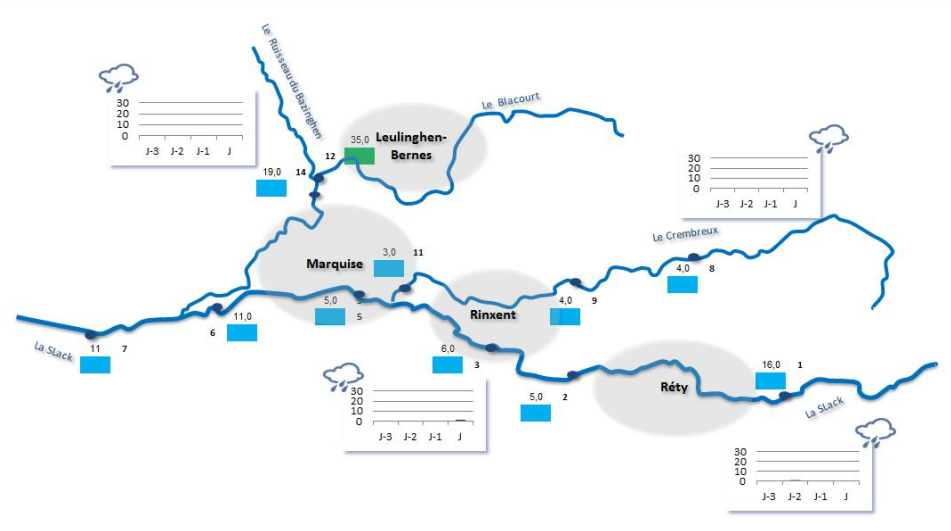 Le Ruisseau du Bazinghen
30
20
10
0
J-3 J-2 J-1 J
Le Blacourt
35,0
Leulinghen-
Bernes
12
19,0
14
30
20
10
0
J-3 J-2 J-1 J
Le Crembreux
Marquise
3,0
11
4,0
8
4,0
9
5,0
5
11,0
6
Rinxent
La SLack
11
7
6,0
3
16,0
1
Réty
5,0
2
La SLack
30
20
10
0
J-3 J-2 J-1 J
30
20
10
0
J-3 J-2 J-1 J